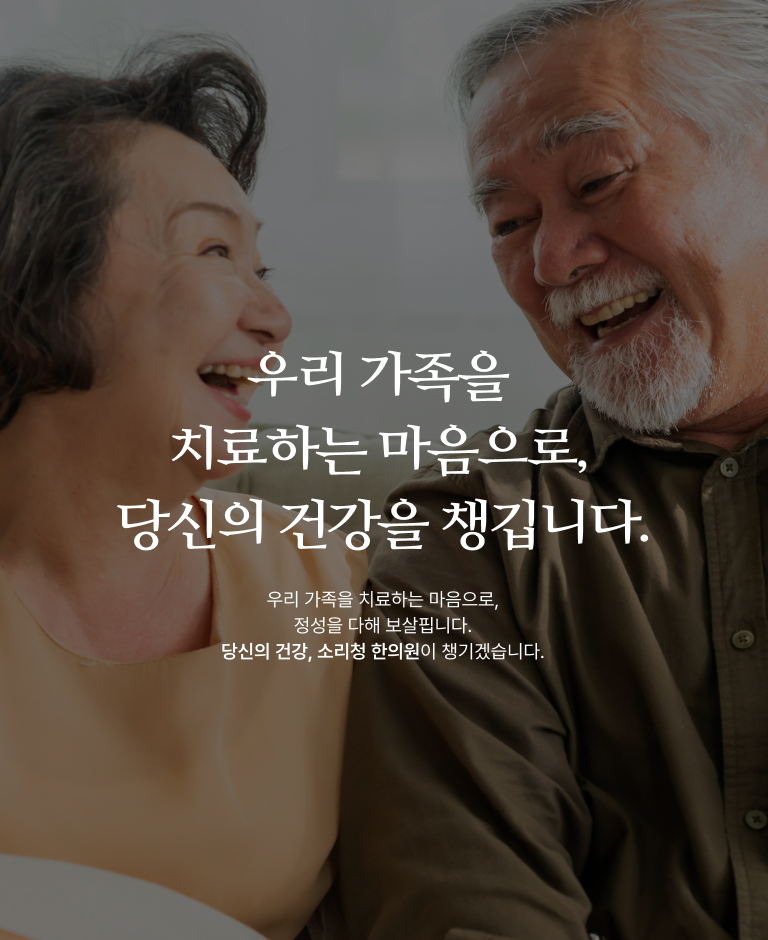 우리 가족을
치료하는 마음으로,
당신의 건강을 챙깁니다.
우리 가족을 치료하는 마음으로,
정성을 다해 보살핍니다.
당신의 건강, 소리청 한의원이 챙기겠습니다.